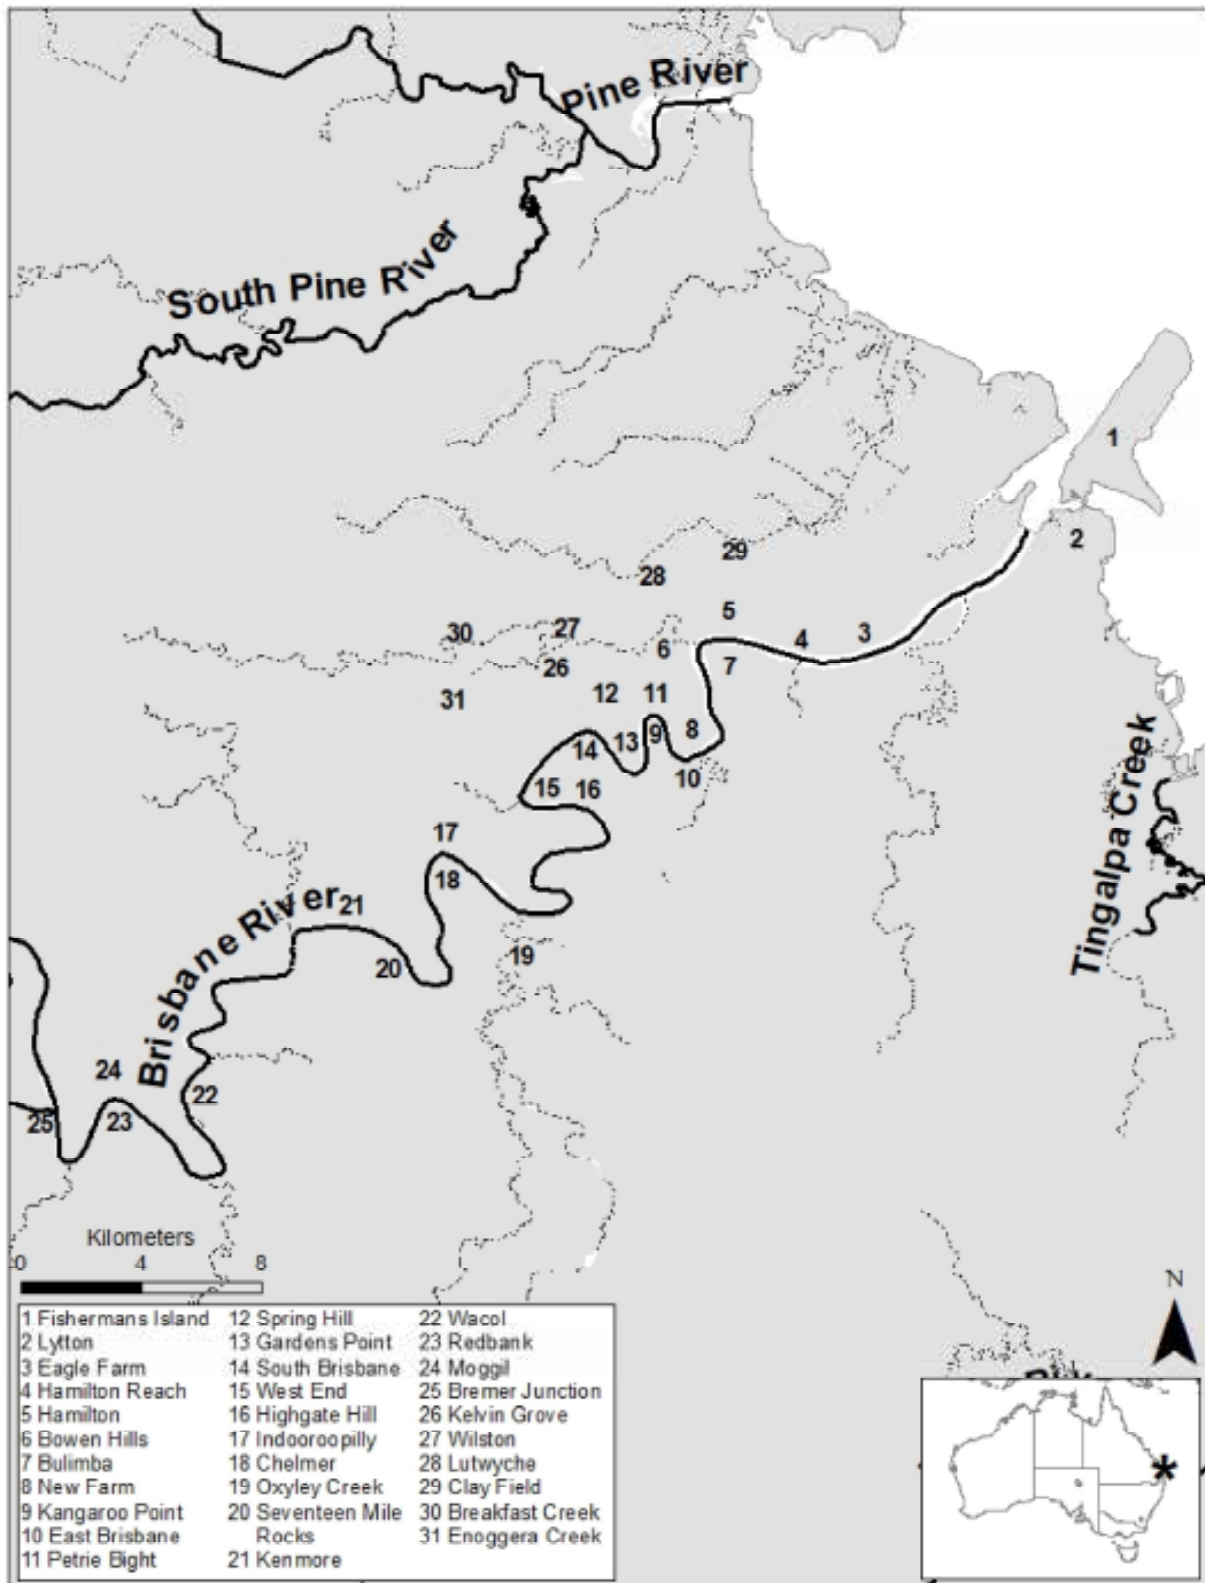 Pine River
South Pine River
1
2
29
28
5
30
27
3
4
6
26
7
12
11
31
8
9
14
13
10
15
16
Tingalpa Creek
17
18
Brisbane River
21
19
20
24
22
25
23
Kilometers
0 4 8
N
1 Fishermans Island
2 Lytton
3 Eagle Farm
4 Hamilton Reach
5 Hamilton
6 Bowen Hills
7 Bulimba
8 New Farm
9 Kangaroo Point
10 East Brisbane
11 Petrie Bight
12 Spring Hill
13 Gardens Point
14 South Brisbane
15 West End
16 Highgate Hill
17 Indooroopilly
18 Chelmer
19 Oxyley Creek
20 Seventeen Mile
Rocks
21 Kenmore
22 Wacol
23 Redbank
24 Moggil
25 Bremer Junction
26 Kelvin Grove
27 Wilston
28 Lutwyche
29 Clay Field
30 Breakfast Creek
31 Enoggera Creek
*